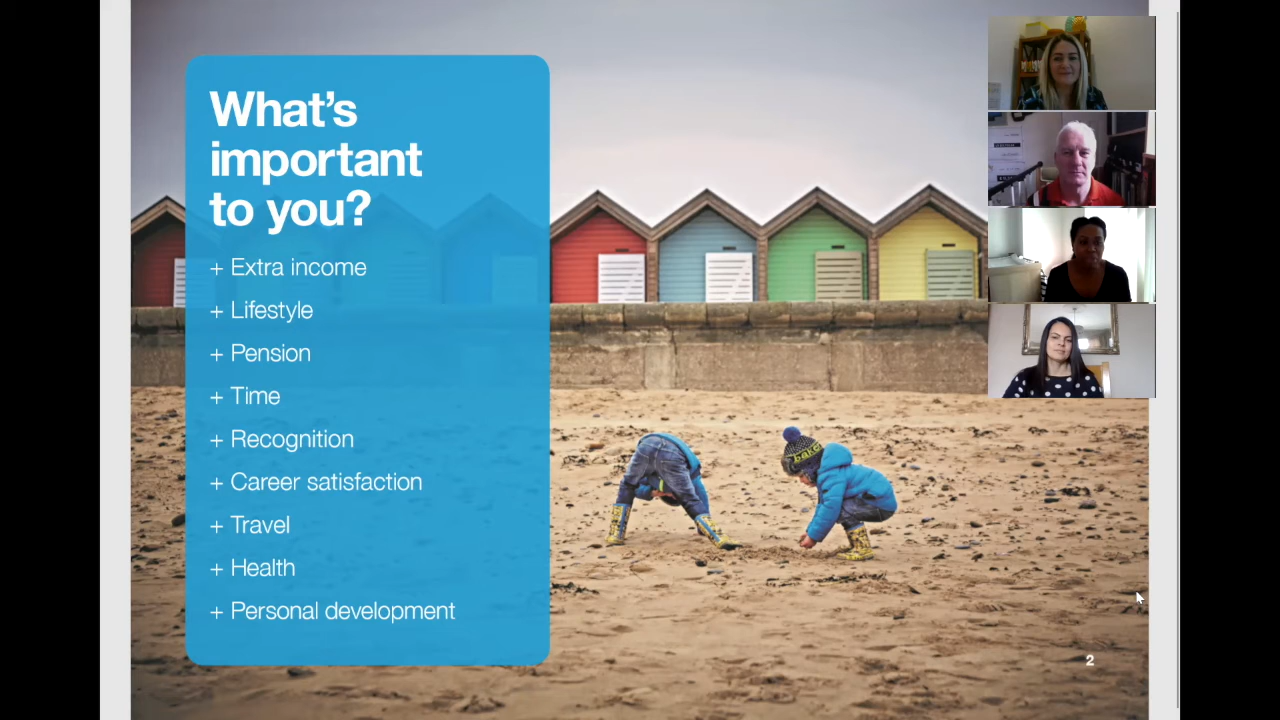 What's
important
to you?
+ Extra income
+ Lifestyle
+ Pension
+ Time
+ Recognition
+ Career satisfaction
+ Travel
+ Health
+ Personal development
2